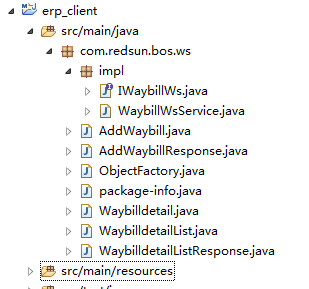 erp_client
src/main/java
com.redsun.bos.ws
impl
IWaybillWs.java
WaybillWsService.java
AddWaybill.java
AddWaybillResponse.java
ObjectFactory.java
package-info.java
Waybilldetail.java
WaybilldetailList.java
WaybilldetailListResponse.java
src/main/resources